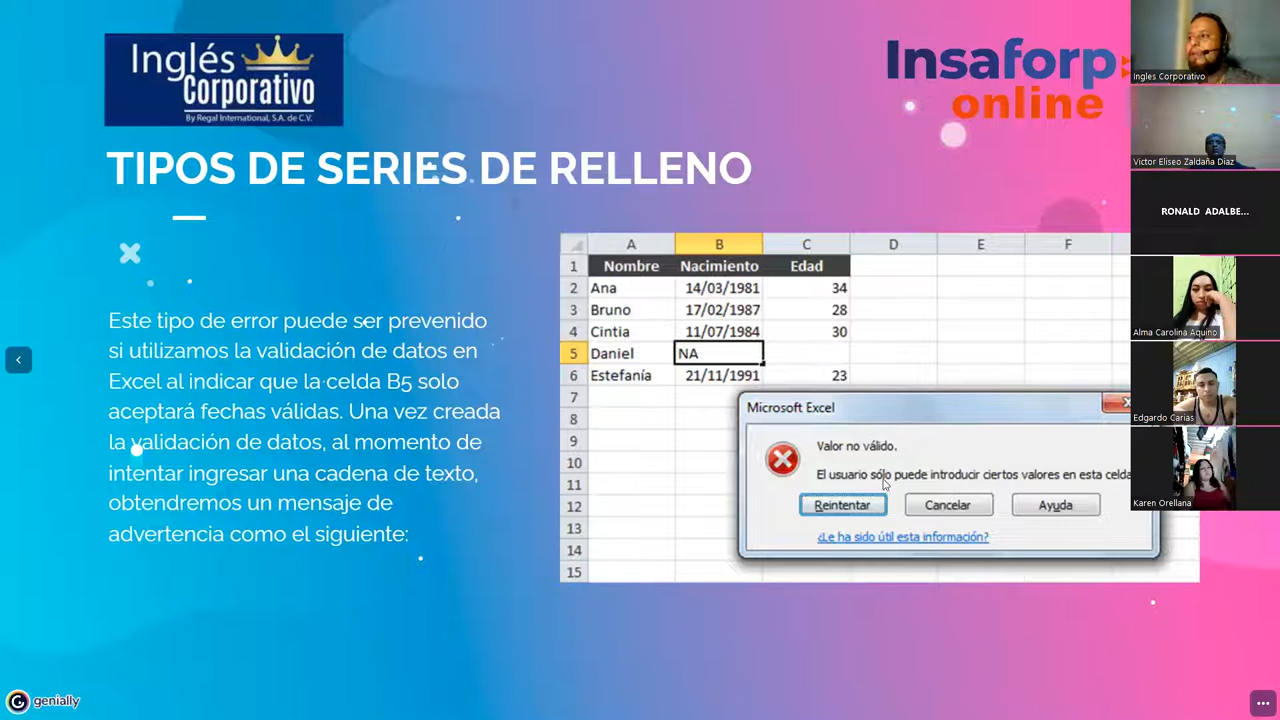 Inglés
Corporativo
By Regal International, S.A. de C.V.
Insaforp
online
TIPOS DE SERIES DE RELLENO
Este tipo de error puede ser prevenido
si utilizamos la validación de datos en
Excel al indicar que la celda B5 solo
aceptará fechas válidas. Una vez creada
la validación de datos, al momento de
intentar ingresar una cadena de texto,
obtendremos un mensaje de
advertencia como el siguiente:
A B C D E F
1 Nombre Nacimiento Edad
2 Ana 14/03/1981 34
3 Bruno 17/02/1987 28
4 Cintia 11/07/1984 30
5 Daniel NA
6 Estefanía 21/11/1991 23
7
8
9
10
11
12
13
14
15
Microsoft Excel
Valor no válido.
El usuario sólo puede introducir ciertos valores en esta celda
Reintentar Cancelar Ayuda
¿Le ha sido útil esta información?
Ingles Corporativo
Victor Eliseo Zaldaña Diaz
RONALD ADALBE...
Alma Carolina Aquino
Edgardo Carias
Karen Orellana
genially